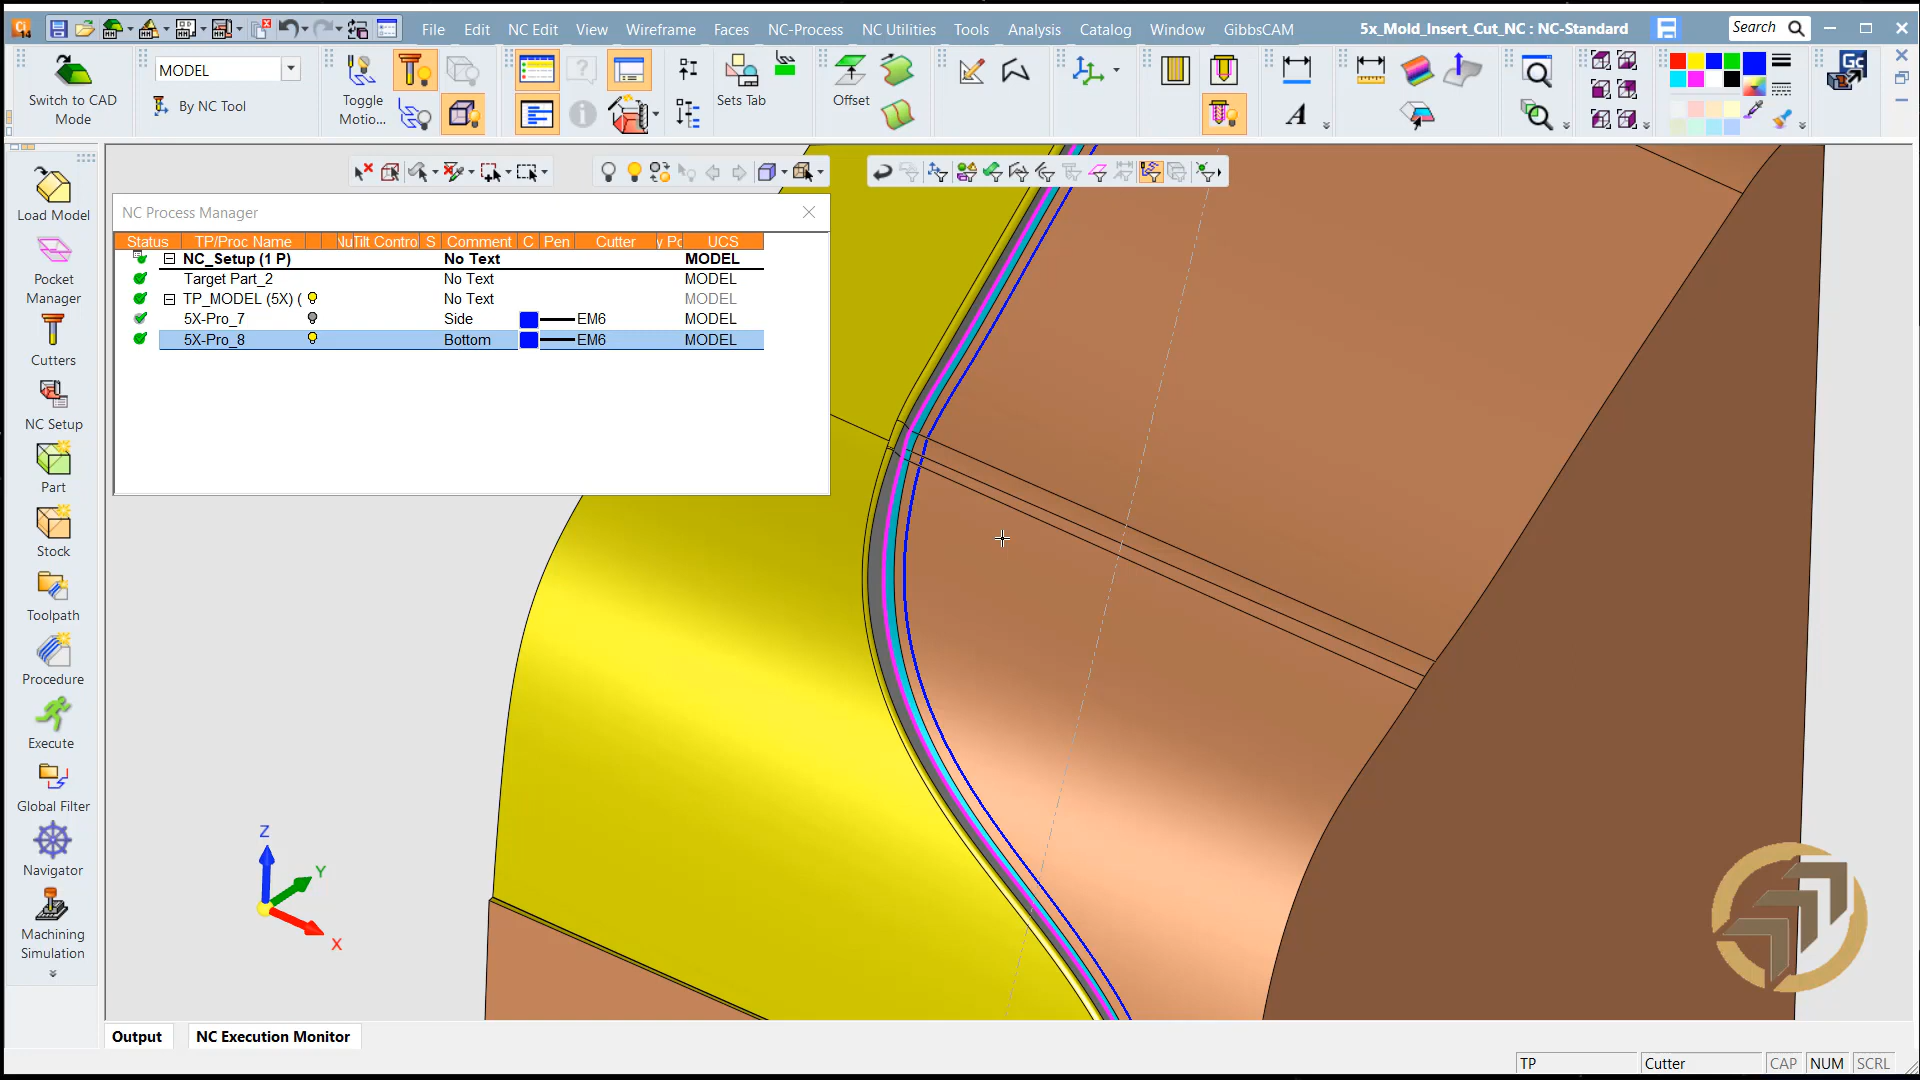 File Edit NC Edit View Wireframe Faces NC-Process NC Utilities Tools Analysis Catalog Window GibbsCAM 5x_Mold_Insert_Cut_NC : NC-Standard Search
MODEL
Switch to CAD Mode
By NC Tool
Toggle Motio...
Sets Tab
Offset
A
Gc
Load Model
Pocket Manager
Cutters
NC Setup
Part
Stock
Toolpath
Procedure
Execute
Global Filter
Navigator
Machining Simulation
NC Process Manager
Status TP/Proc Name Tilt Contro S Comment C Pen Cutter UCS
NC_Setup (1 P) No Text MODEL
Target Part_2 No Text MODEL
TP_MODEL (5X) ( No Text MODEL
5X-Pro_7 Side EM6 MODEL
5X-Pro_8 Bottom EM6 MODEL
Z
Y
X
Output NC Execution Monitor
TP Cutter CAP NUM SCRL